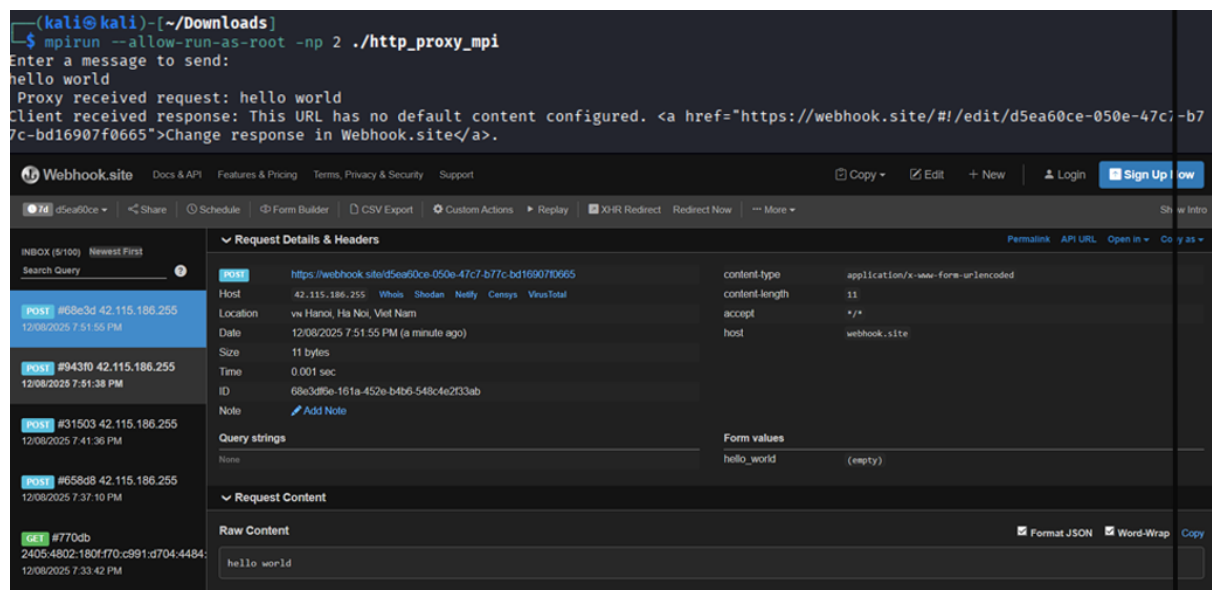 (kali㉿kali)-[~/Downloads]
$ mpirun --allow-run-as-root -np 2 ./http_proxy_mpi
Enter a message to send:
hello world
Proxy received request: hello world
Client received response: This URL has no default content configured. <a href="https://webhook.site/#!/edit/d5ea60ce-050e-47c7-b7
7c-bd16907f0665">Change response in Webhook.site</a>.
Webhook.site Docs & API Features & Pricing Terms, Privacy & Security Support Copy Edit + New Login Sign Up Now
7d d5ea60ce Share Schedule Form Builder CSV Export Custom Actions Replay XHR Redirect Redirect Now ··· More Show Intro
INBOX (5/100) Newest First
Search Query ?
POST #68e3d 42.115.186.255
12/08/2025 7:51:55 PM
POST #943f0 42.115.186.255
12/08/2025 7:51:38 PM
POST #31503 42.115.186.255
12/08/2025 7:41:36 PM
POST #658d8 42.115.186.255
12/08/2025 7:37:10 PM
GET #770db
2405:4802:180f:f70:c991:d704:4484:
12/08/2025 7:33:42 PM
Request Details & Headers Permalink API URL Open in Copy as
POST https://webhook.site/d5ea60ce-050e-47c7-b77c-bd16907f0665
Host 42.115.186.255 Whois Shodan Netify Censys VirusTotal
Location VN Hanoi, Ha Noi, Viet Nam
Date 12/08/2025 7:51:55 PM (a minute ago)
Size 11 bytes
Time 0.001 sec
ID 68e3df6e-161a-452e-b4b6-548c4e2f33ab
Note Add Note
content-type application/x-www-form-urlencoded
content-length 11
accept */*
host webhook.site
Query strings
None
Form values
hello_world (empty)
Request Content
Raw Content Format JSON Word-Wrap Copy
hello world